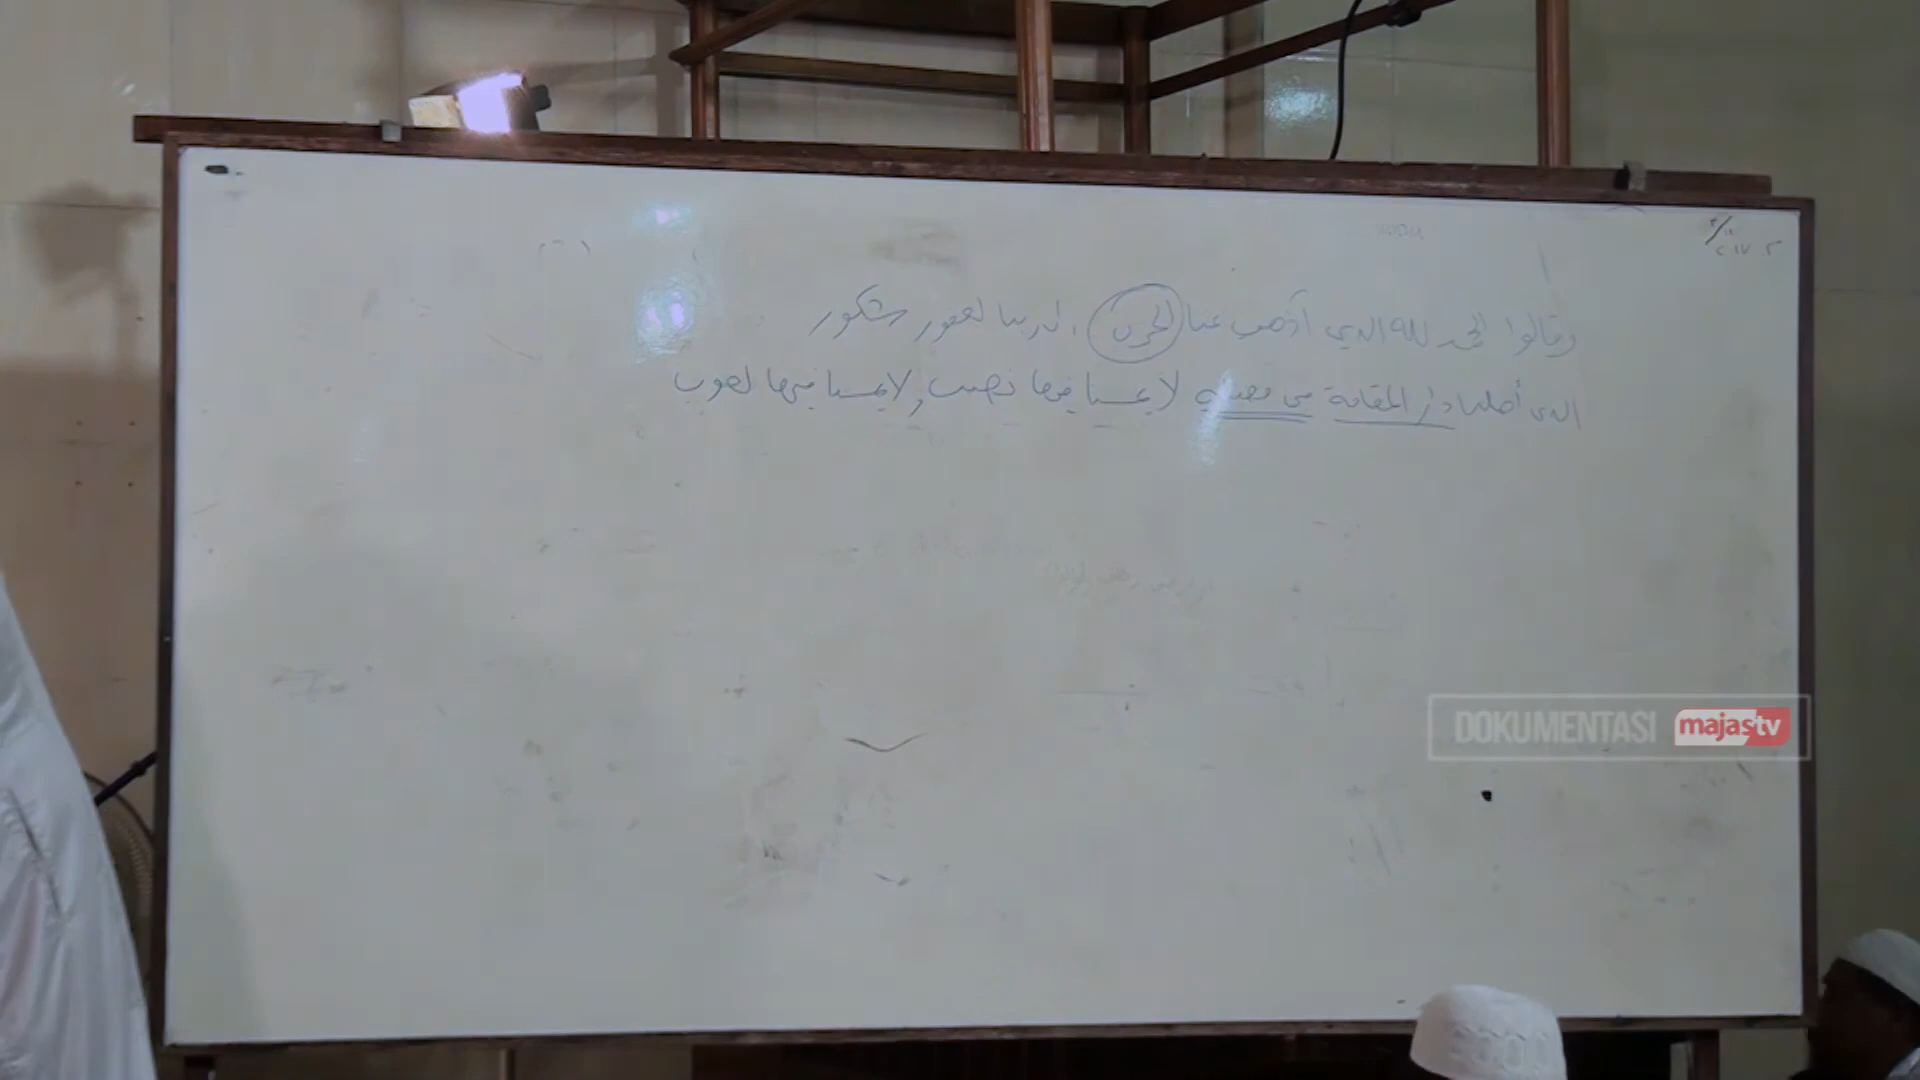 وقالوا الحمد لله الذي أذهب عنا الحزن إن ربنا لغفور شكور
الذي أحلنا دار المقامة من فضله لا يمسنا فيها نصب ولا يمسنا فيها لغوب
DOKUMENTASI majastv